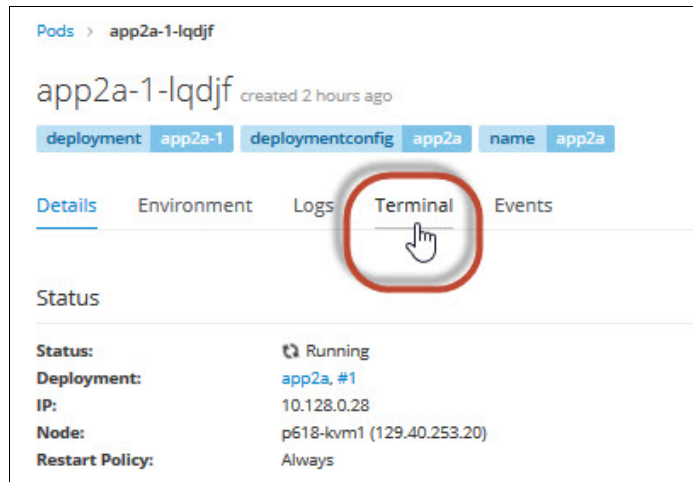 Pods > app2a-1-lqdjf
app2a-1-lqdjf created 2 hours ago
deployment app2a-1 deploymentconfig app2a name app2a
Details Environment Logs Terminal Events
Status
Status: Running
Deployment: app2a, #1
IP: 10.128.0.28
Node: p618-kvm1 (129.40.253.20)
Restart Policy: Always